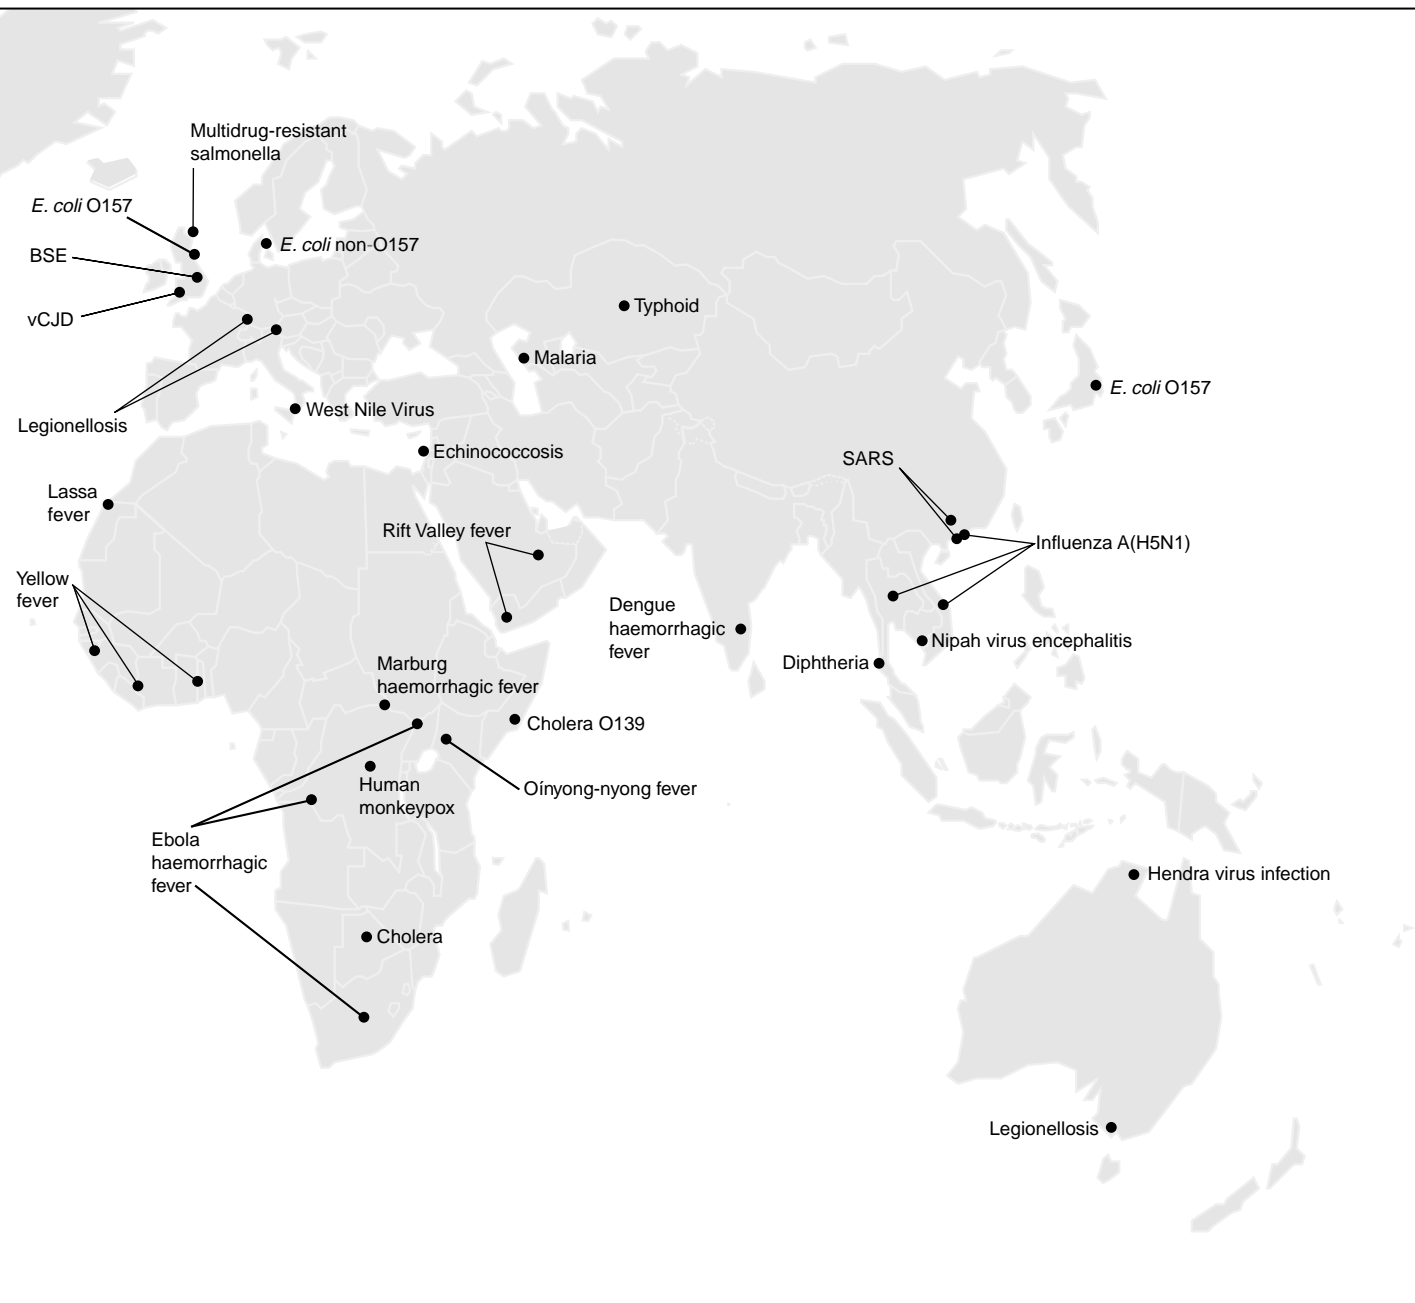 Multidrug-resistant
salmonella
E. coli O157
E. coli non-O157
BSE
vCJD
Typhoid
Malaria
E. coli O157
West Nile Virus
Legionellosis
Echinococcosis
SARS
Lassa
fever
Rift Valley fever
Influenza A(H5N1)
Yellow
fever
Dengue
haemorrhagic
fever
Nipah virus encephalitis
Diphtheria
Marburg
haemorrhagic fever
Cholera O139
Human
monkeypox
Oínyong-nyong fever
Ebola
haemorrhagic
fever
Hendra virus infection
Cholera
Legionellosis